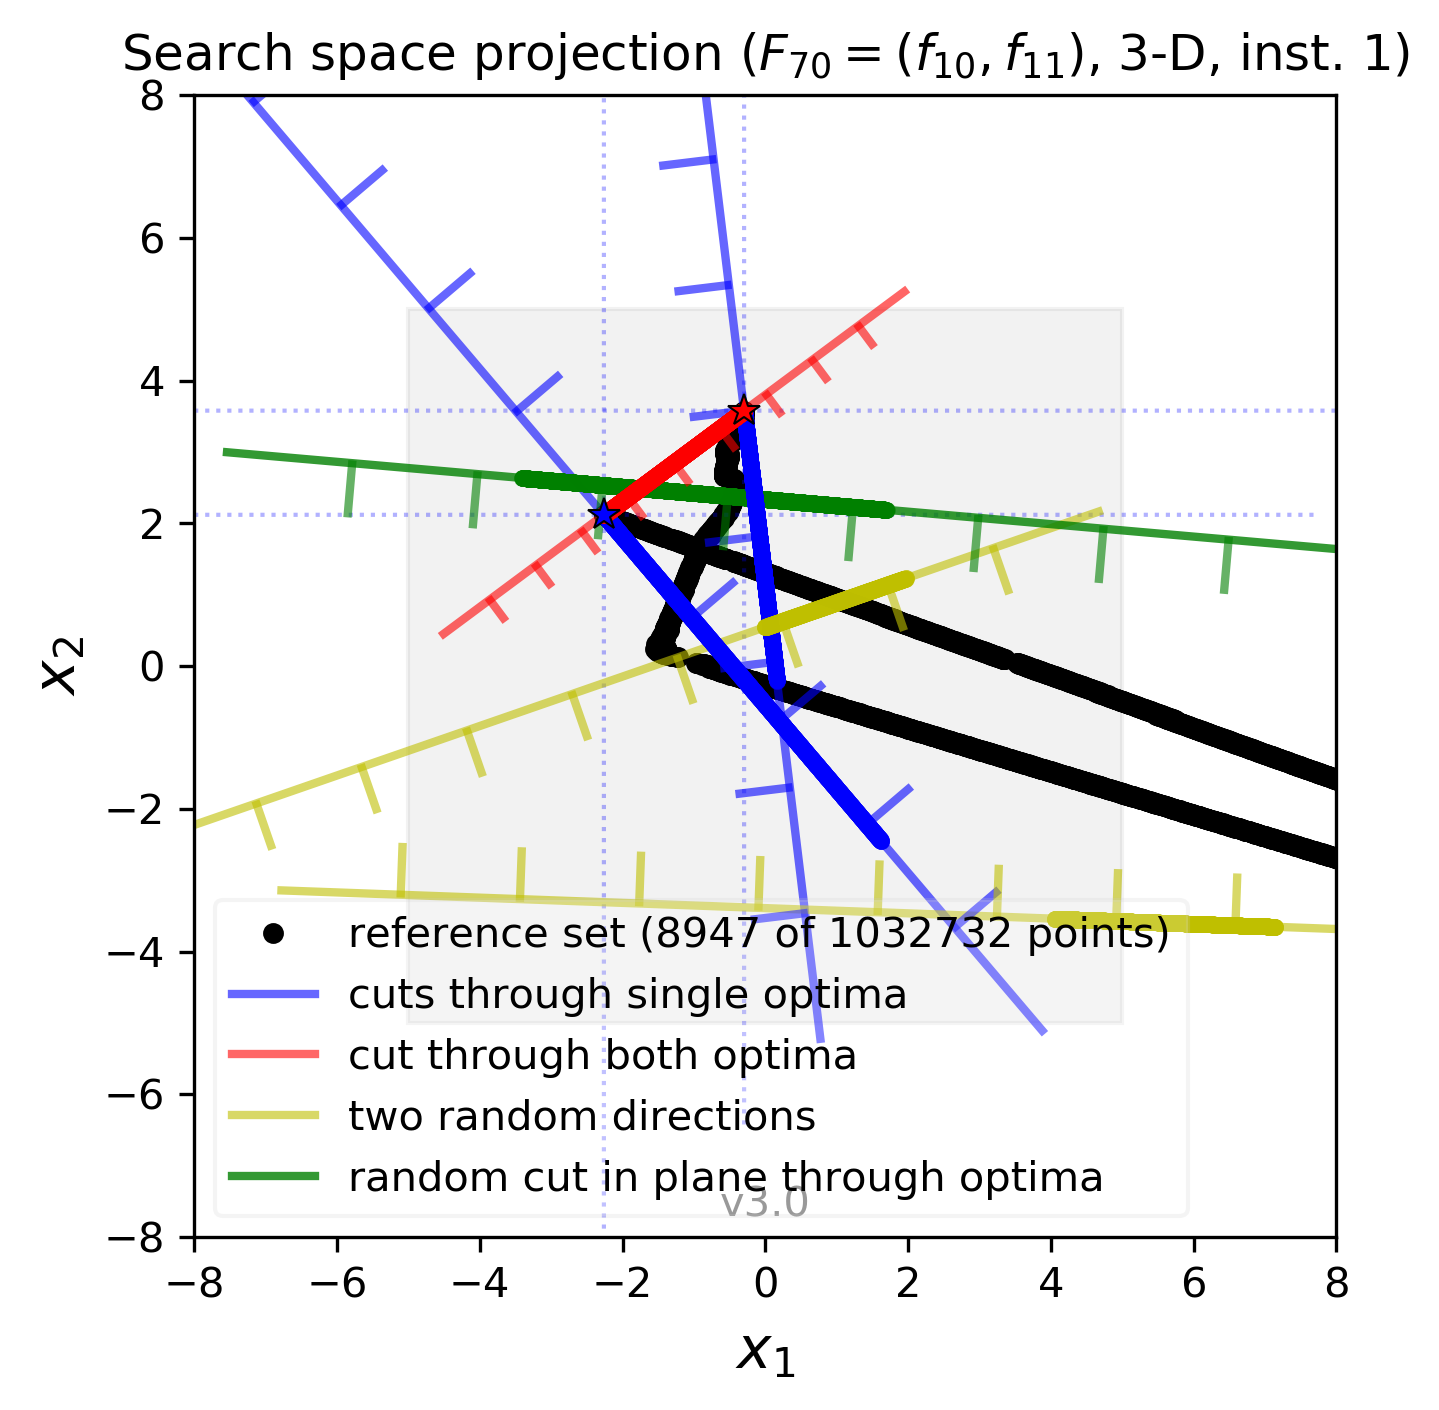 Search space projection (F₇₀ = (f₁₀, f₁₁), 3-D, inst. 1)
8
6
4
2
0
−2
−4
−6
−8
x₂
reference set (8947 of 1032732 points)
cuts through single optima
cut through both optima
two random directions
random cut in plane through optima
v3.0
−8 −6 −4 −2 0 2 4 6 8
x₁